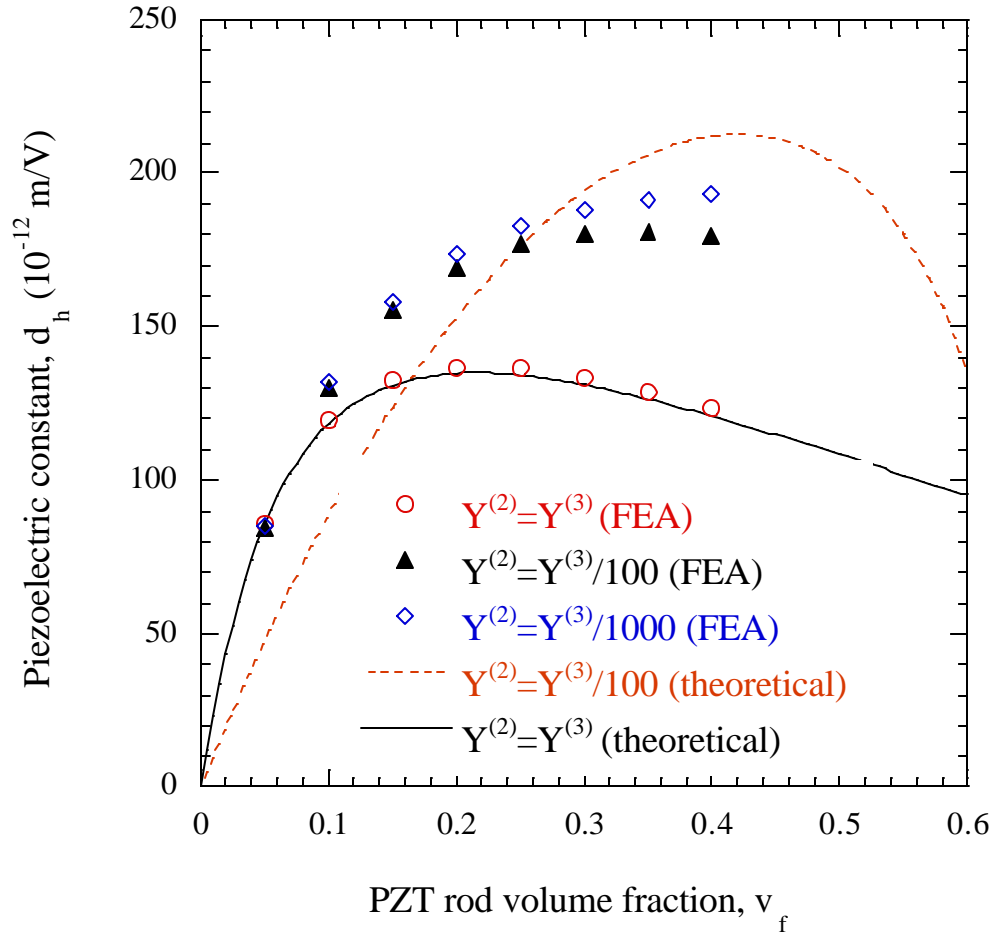 250
200
150
100
50
0
Piezoelectric constant, d_h (10^-12 m/V)
Y^(2)=Y^(3) (FEA)
Y^(2)=Y^(3)/100 (FEA)
Y^(2)=Y^(3)/1000 (FEA)
Y^(2)=Y^(3)/100 (theoretical)
Y^(2)=Y^(3) (theoretical)
0 0.1 0.2 0.3 0.4 0.5 0.6
PZT rod volume fraction, v_f